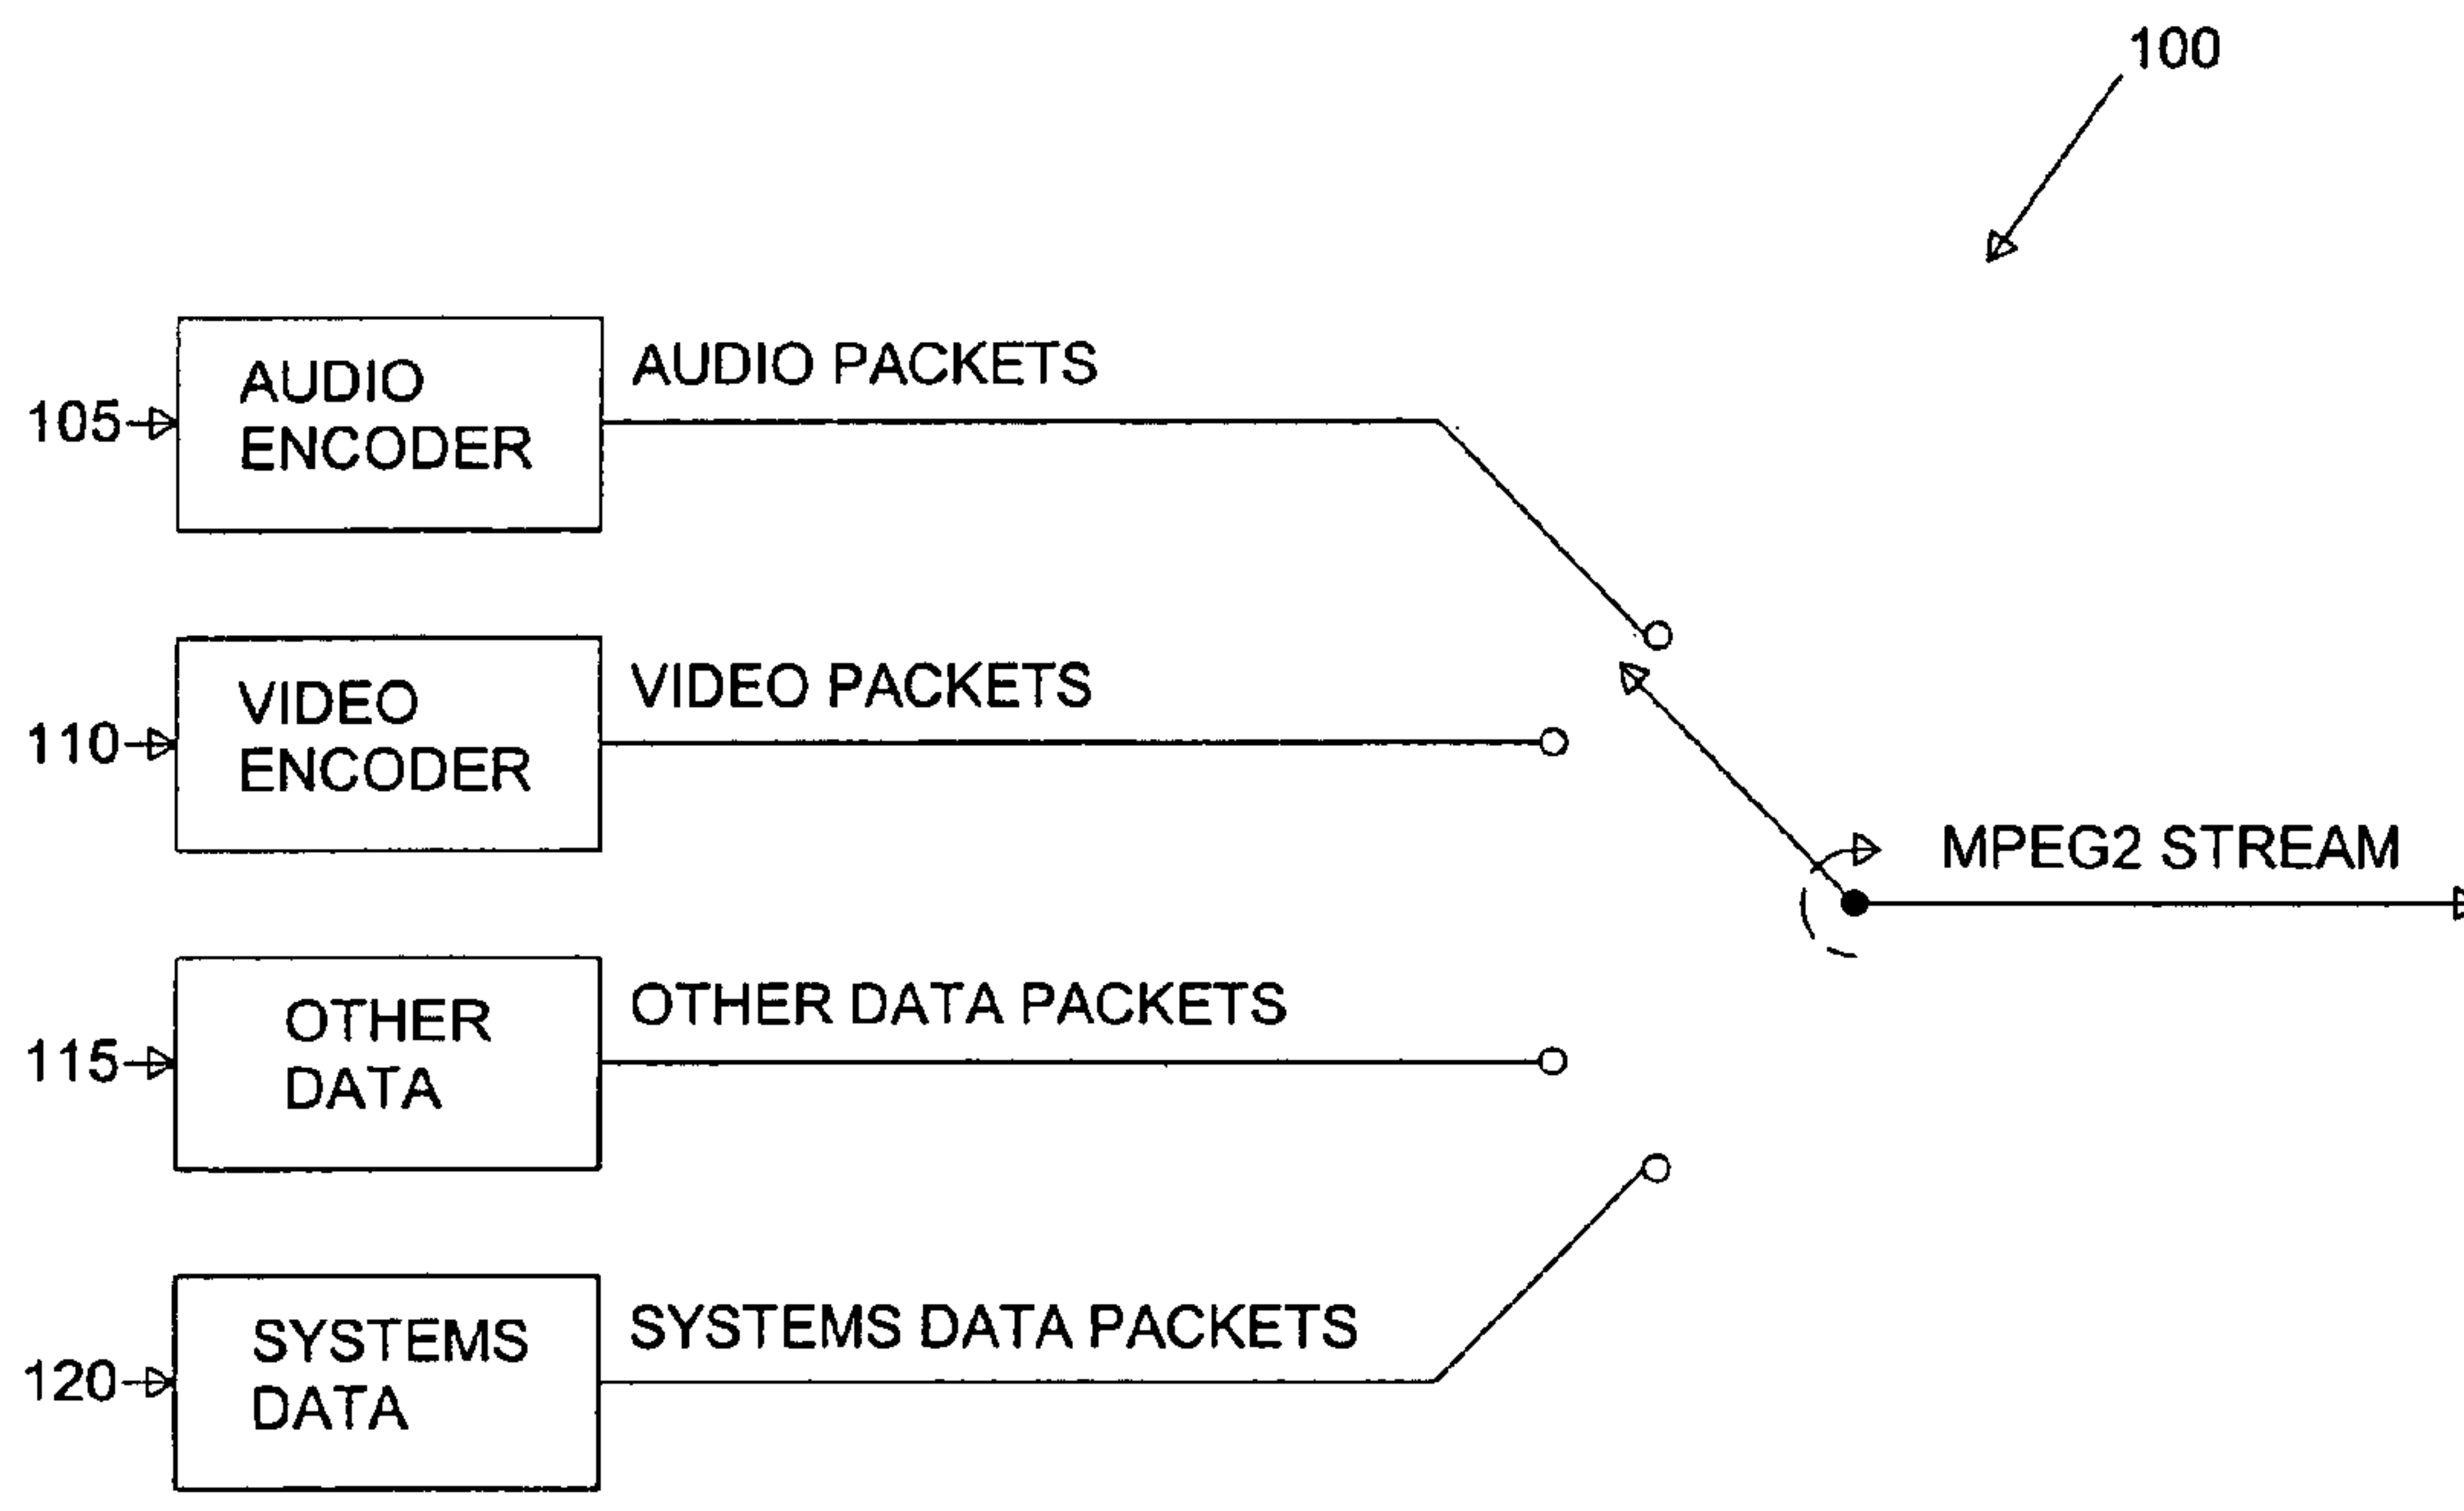 100
AUDIO PACKETS
105
AUDIO
ENCODER
VIDEO PACKETS
110
VIDEO
ENCODER
MPEG2 STREAM
OTHER DATA PACKETS
115
OTHER
DATA
SYSTEMS DATA PACKETS
120
SYSTEMS
DATA